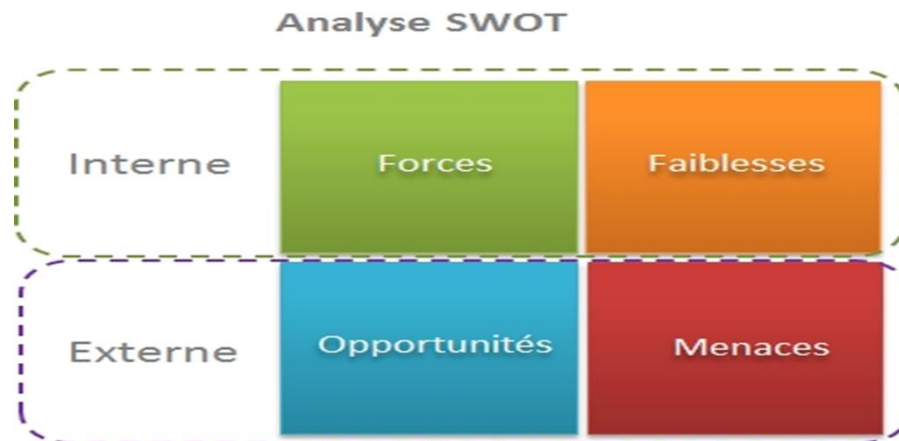 Analyse SWOT
Interne Forces Faiblesses
Externe Opportunités Menaces